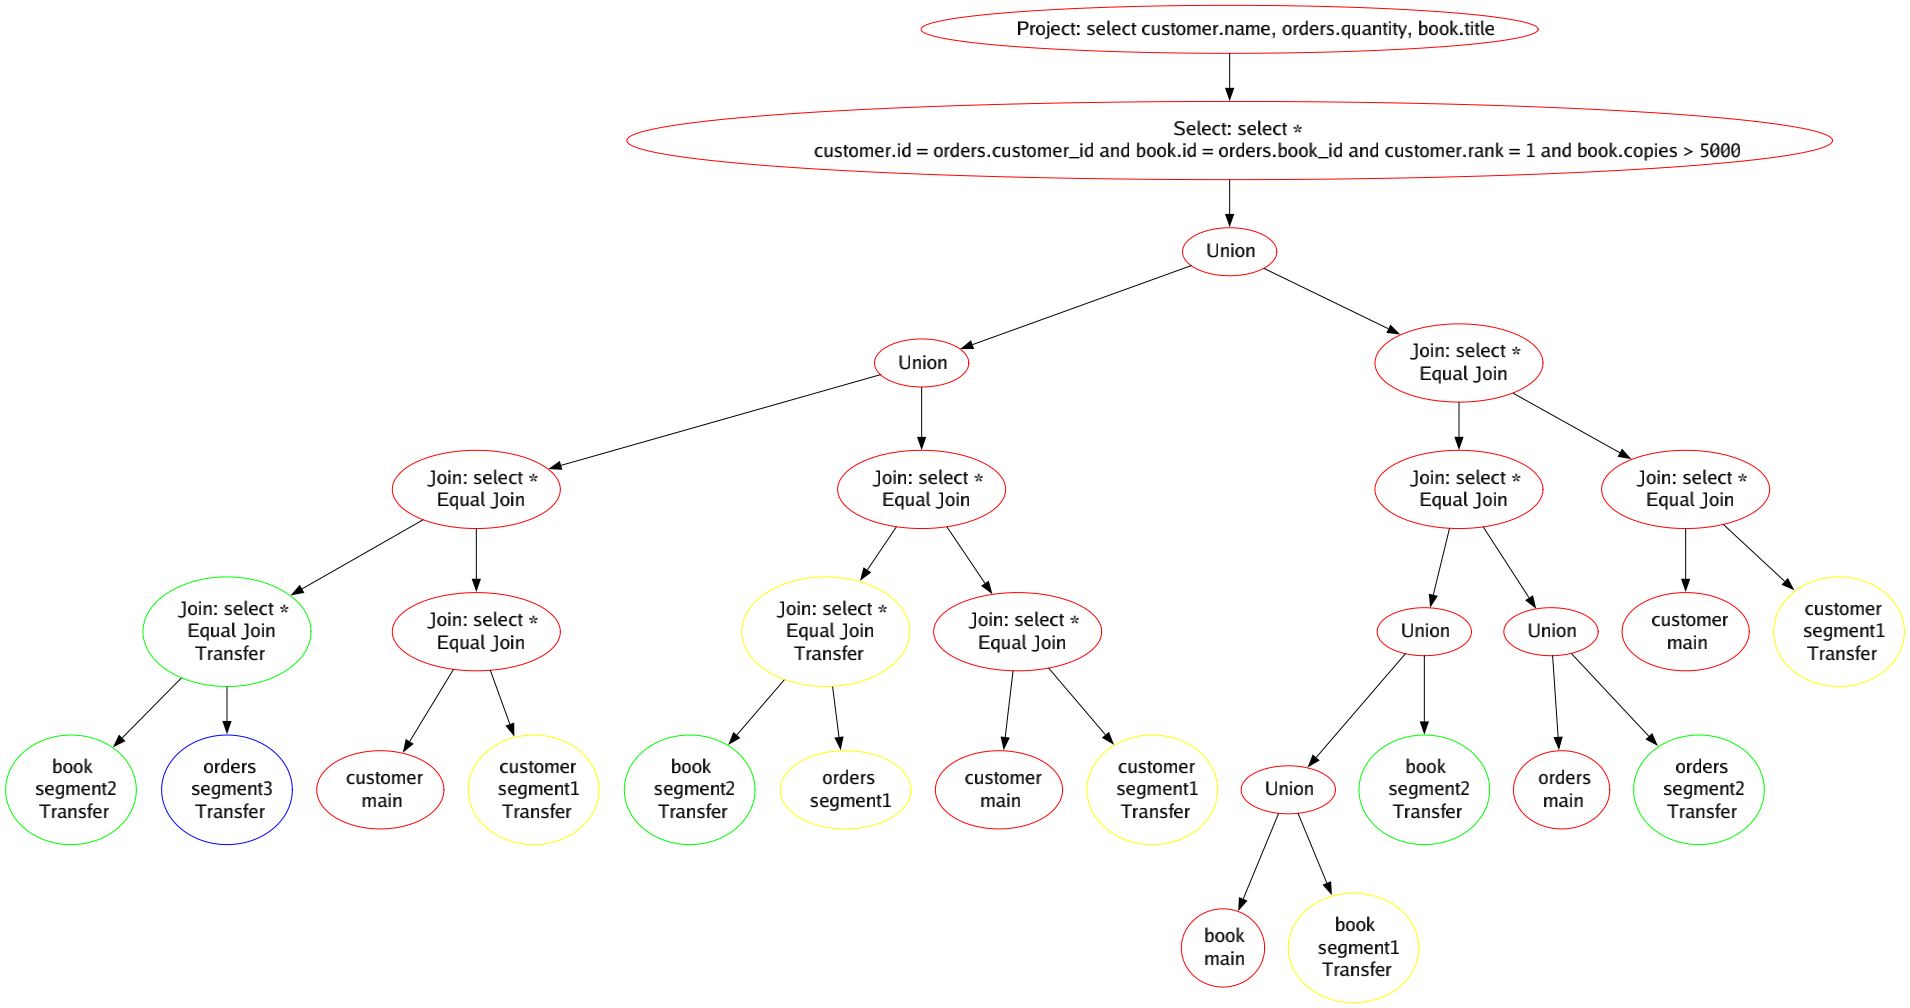 Project: select customer.name, orders.quantity, book.title
Select: select *
customer.id = orders.customer_id and book.id = orders.book_id and customer.rank = 1 and book.copies > 5000
Union
Union
Join: select *
Equal Join
Join: select *
Equal Join
Join: select *
Equal Join
Join: select *
Equal Join
Join: select *
Equal Join
Join: select *
Equal Join
Transfer
Join: select *
Equal Join
Join: select *
Equal Join
Transfer
Join: select *
Equal Join
Union
Union
customer
main
customer
segment1
Transfer
book
segment2
Transfer
orders
segment3
Transfer
customer
main
customer
segment1
Transfer
book
segment2
Transfer
orders
segment1
customer
main
customer
segment1
Transfer
Union
book
segment2
Transfer
orders
main
orders
segment2
Transfer
book
main
book
segment1
Transfer